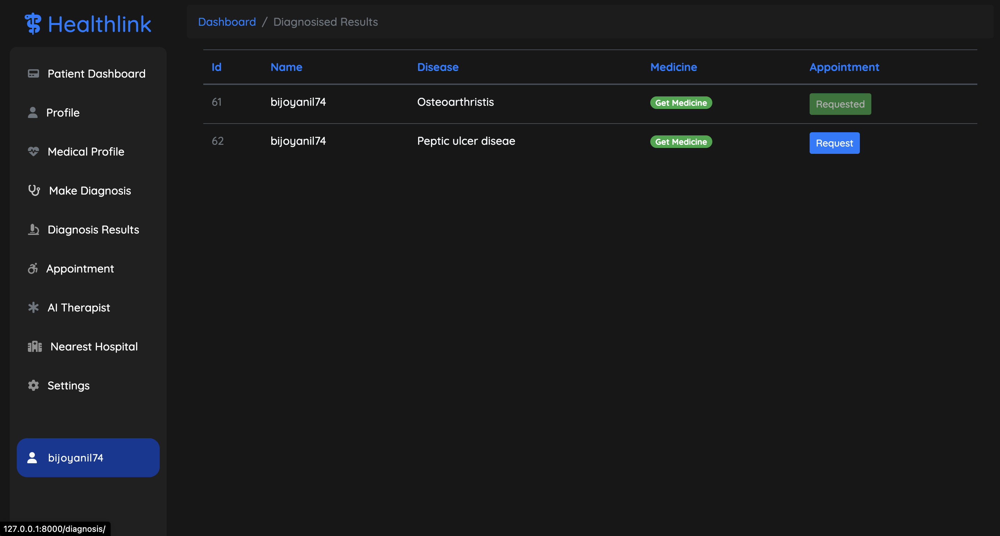 Healthlink
Dashboard / Diagnosised Results
Patient Dashboard
Profile
Medical Profile
Make Diagnosis
Diagnosis Results
Appointment
AI Therapist
Nearest Hospital
Settings
bijoyanil74
Id Name Disease Medicine Appointment
61 bijoyanil74 Osteoarthristis Get Medicine Requested
62 bijoyanil74 Peptic ulcer diseae Get Medicine Request
127.0.0.1:8000/diagnosis/